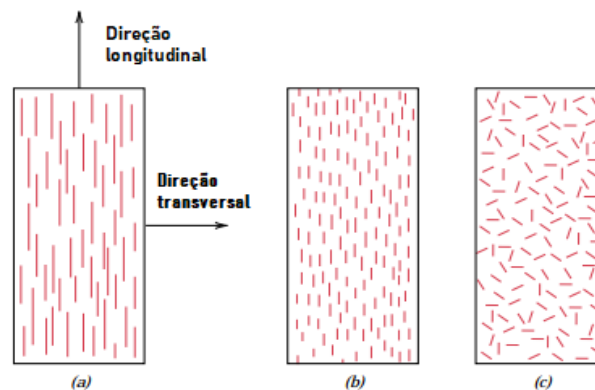 Direção
longitudinal
Direção
transversal
(a)
(b)
(c)